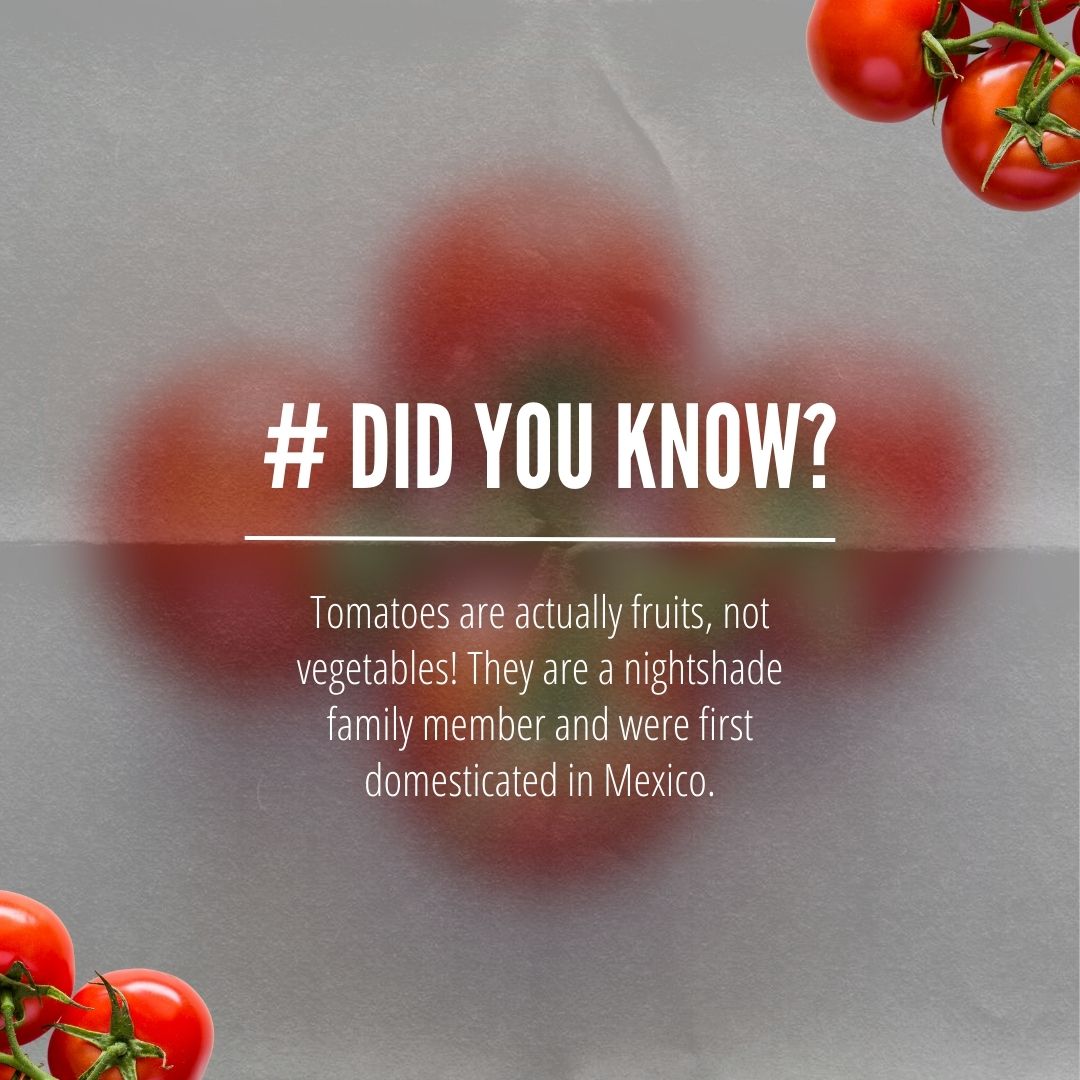 # DID YOU KNOW?
Tomatoes are actually fruits, not
vegetables! They are a nightshade
family member and were first
domesticated in Mexico.